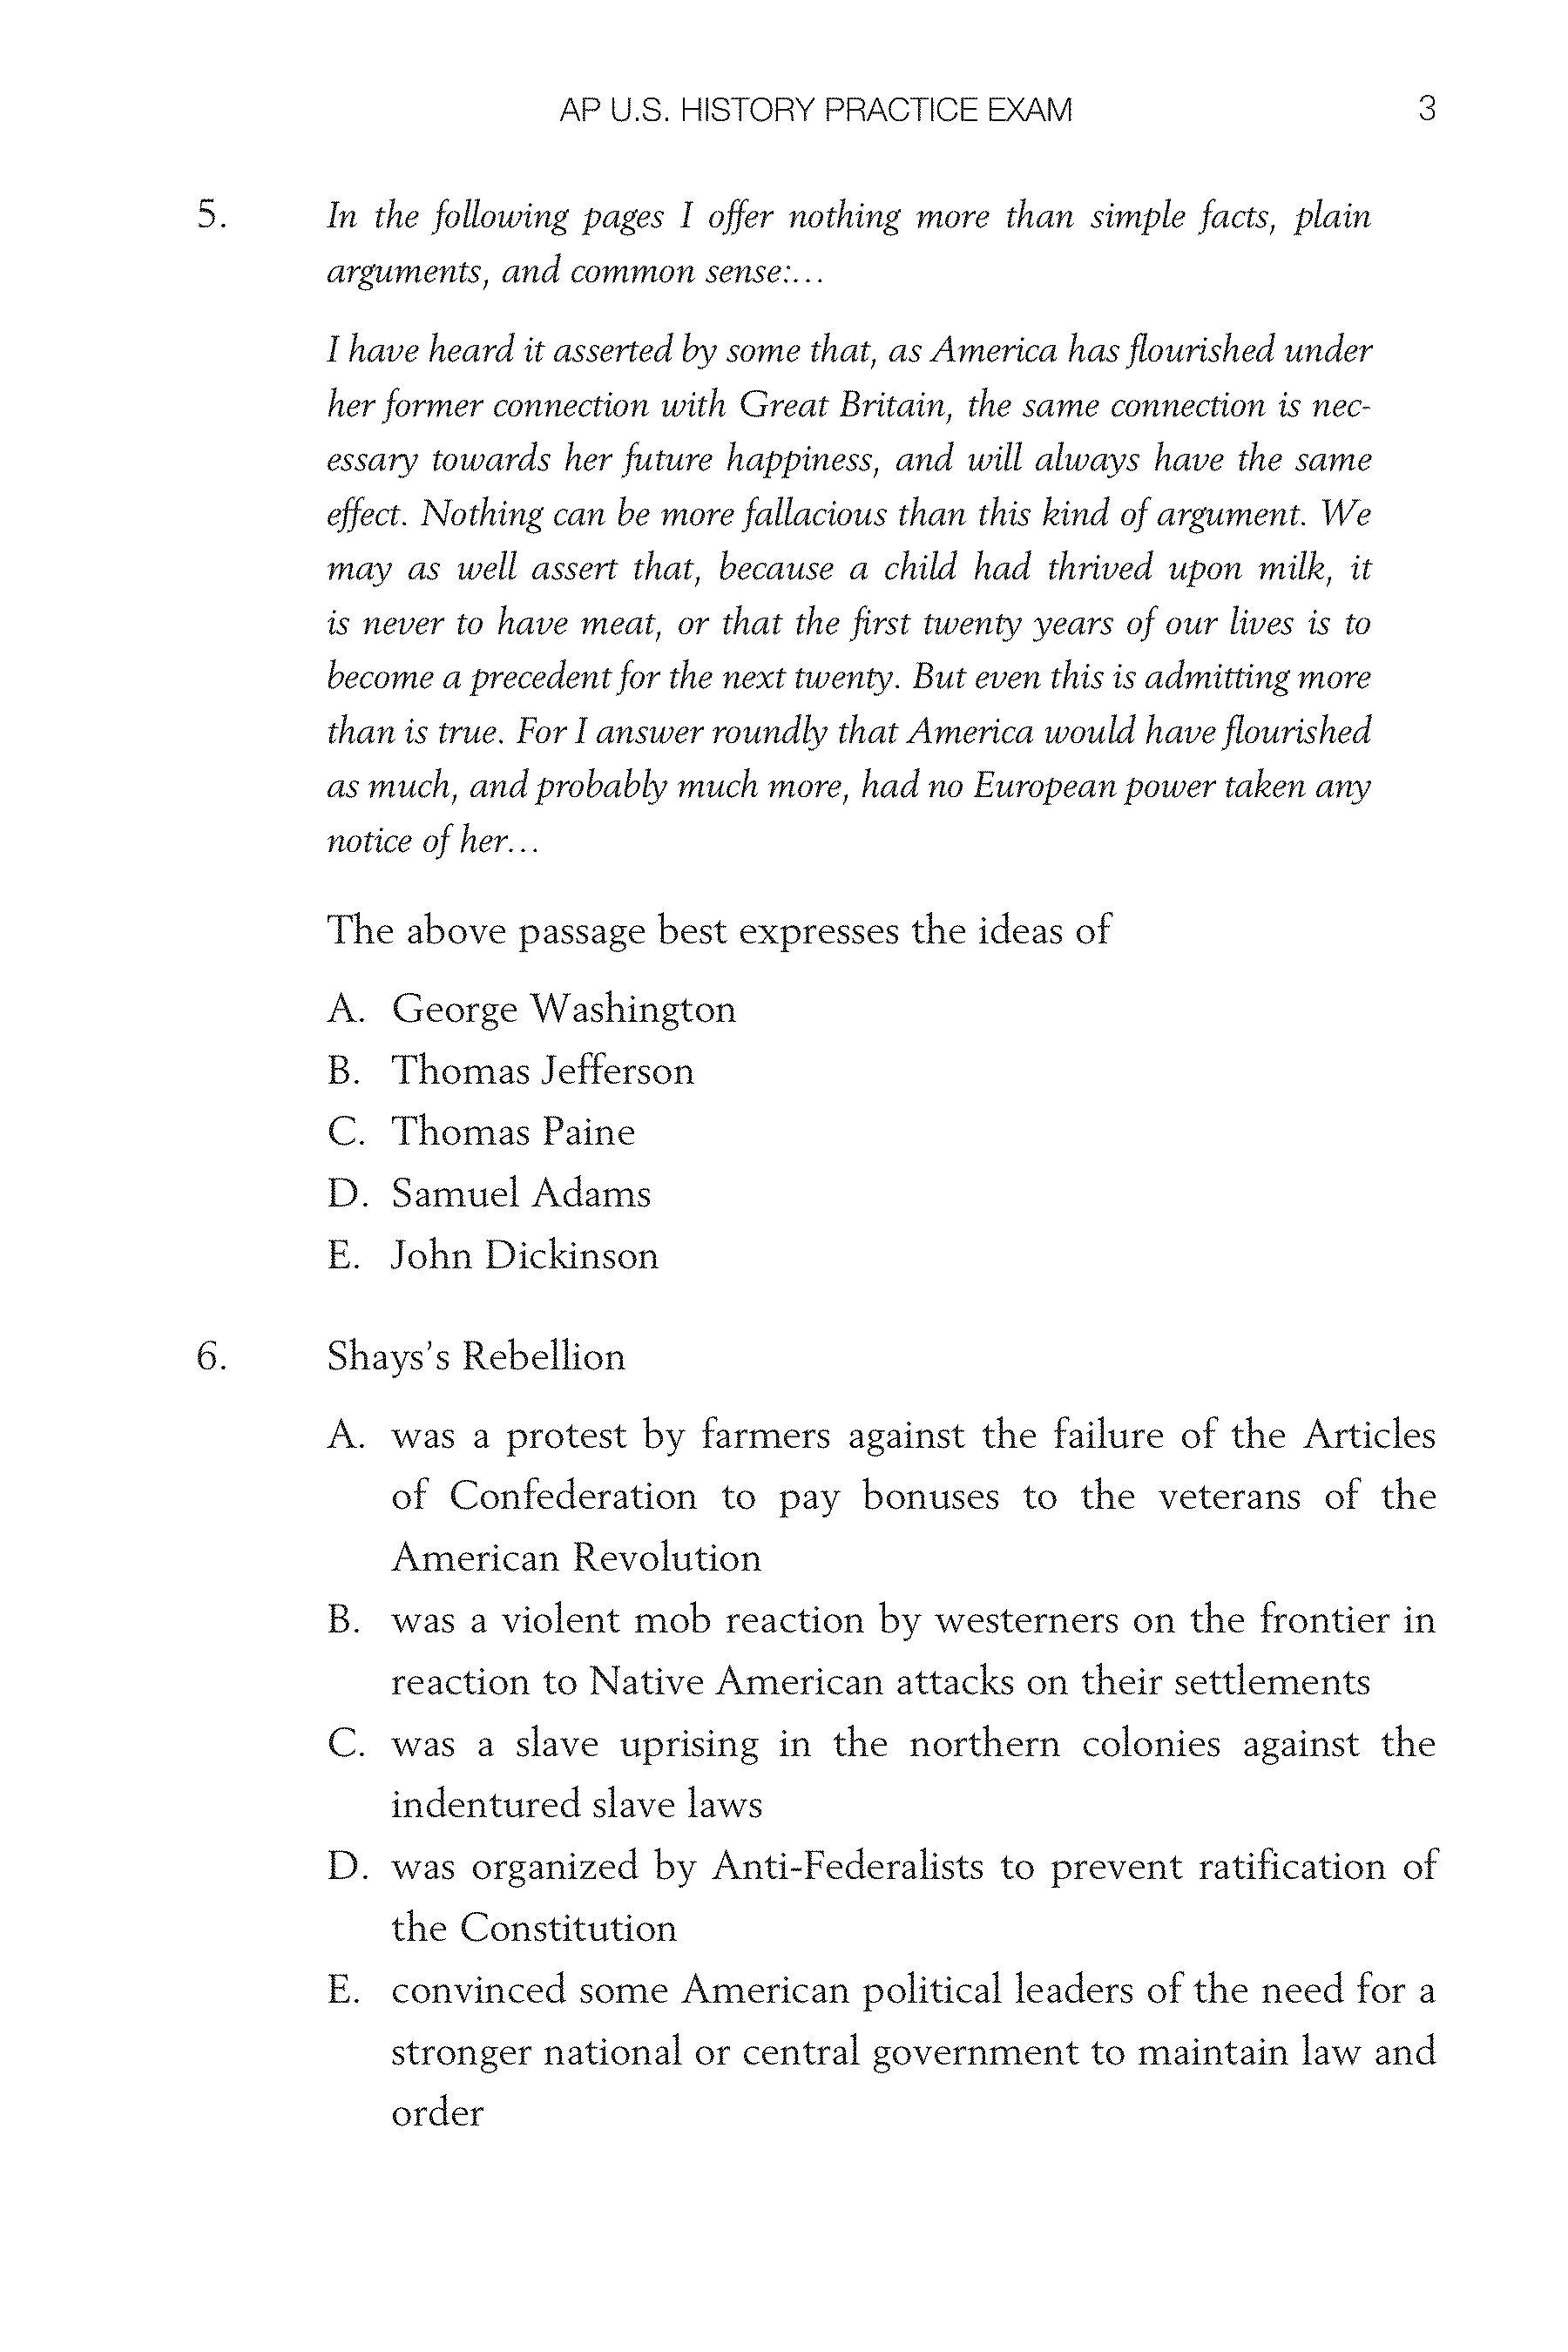 AP U.S. HISTORY PRACTICE EXAM 3
5. In the following pages I offer nothing more than simple facts, plain
arguments, and common sense:...
I have heard it asserted by some that, as America has flourished under
her former connection with Great Britain, the same connection is nec-
essary towards her future happiness, and will always have the same
effect. Nothing can be more fallacious than this kind of argument. We
may as well assert that, because a child had thrived upon milk, it
is never to have meat, or that the first twenty years of our lives is to
become a precedent for the next twenty. But even this is admitting more
than is true. For I answer roundly that America would have flourished
as much, and probably much more, had no European power taken any
notice of her...
The above passage best expresses the ideas of
A. George Washington
B. Thomas Jefferson
C. Thomas Paine
D. Samuel Adams
E. John Dickinson
6. Shays’s Rebellion
A. was a protest by farmers against the failure of the Articles
of Confederation to pay bonuses to the veterans of the
American Revolution
B. was a violent mob reaction by westerners on the frontier in
reaction to Native American attacks on their settlements
C. was a slave uprising in the northern colonies against the
indentured slave laws
D. was organized by Anti-Federalists to prevent ratification of
the Constitution
E. convinced some American political leaders of the need for a
stronger national or central government to maintain law and
order